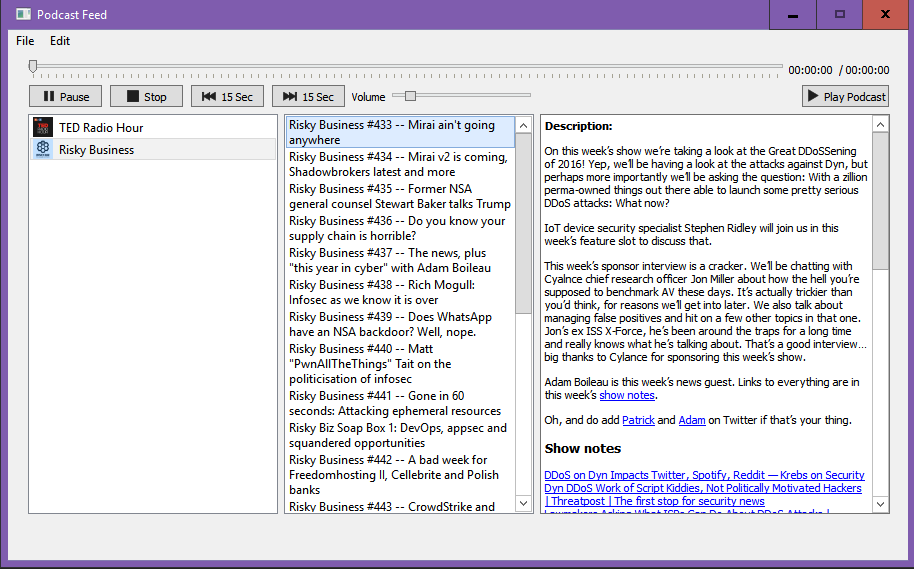 Podcast Feed
File Edit
00:00:00 / 00:00:00
Pause Stop 15 Sec 15 Sec Volume Play Podcast
TED Radio Hour
Risky Business
Risky Business #433 -- Mirai ain't going
anywhere
Risky Business #434 -- Mirai v2 is coming,
Shadowbrokers latest and more
Risky Business #435 -- Former NSA
general counsel Stewart Baker talks Trump
Risky Business #436 -- Do you know your
supply chain is horrible?
Risky Business #437 -- The news, plus
"this year in cyber" with Adam Boileau
Risky Business #438 -- Rich Mogull:
Infosec as we know it is over
Risky Business #439 -- Does WhatsApp
have an NSA backdoor? Well, nope.
Risky Business #440 -- Matt
"PwnAllTheThings" Tait on the
politicisation of infosec
Risky Business #441 -- Gone in 60
seconds: Attacking ephemeral resources
Risky Biz Soap Box 1: DevOps, appsec and
squandered opportunities
Risky Business #442 -- A bad week for
Freedomhosting II, Cellebrite and Polish
banks
Risky Business #443 -- CrowdStrike and
Description:
On this week’s show we’re taking a look at the Great DDoSSening
of 2016! Yep, we’ll be having a look at the attacks against Dyn, but
perhaps more importantly we’ll be asking the question: With a zillion
perma-owned things out there able to launch some pretty serious
DDoS attacks: What now?
IoT device security specialist Stephen Ridley will join us in this
week’s feature slot to discuss that.
This week’s sponsor interview is a cracker. We’ll be chatting with
Cyalnce chief research officer Jon Miller about how the hell you’re
supposed to benchmark AV these days. It’s actually trickier than
you’d think, for reasons we’ll get into later. We also talk about
managing false positives and hit on a few other topics in that one.
Jon’s ex ISS X-Force, he’s been around the traps for a long time
and really knows what he’s talking about. That’s a good interview…
big thanks to Cylance for sponsoring this week’s show.
Adam Boileau is this week’s news guest. Links to everything are in
this week’s show notes.
Oh, and do add Patrick and Adam on Twitter if that’s your thing.
Show notes
DDoS on Dyn Impacts Twitter, Spotify, Reddit — Krebs on Security
Dyn DDoS Work of Script Kiddies, Not Politically Motivated Hackers
| Threatpost | The first stop for security news
Lawmakers Asking What ISPs Can Do About DDoS Attacks |